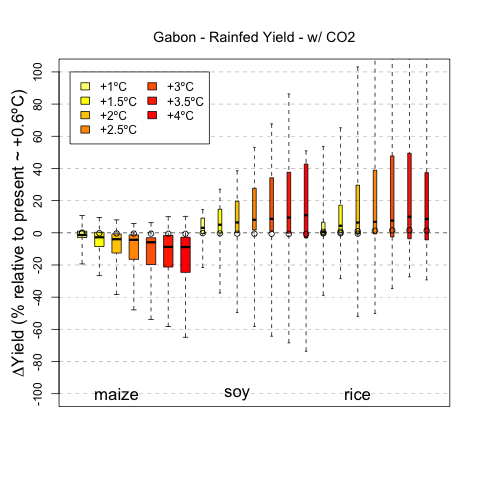 Gabon - Rainfed Yield - w/ CO2
ΔYield (% relative to present ~ +0.6ºC)
100
80
60
40
20
0
-20
-40
-60
-80
-100
+1ºC
+1.5ºC
+2ºC
+2.5ºC
+3ºC
+3.5ºC
+4ºC
maize
soy
rice